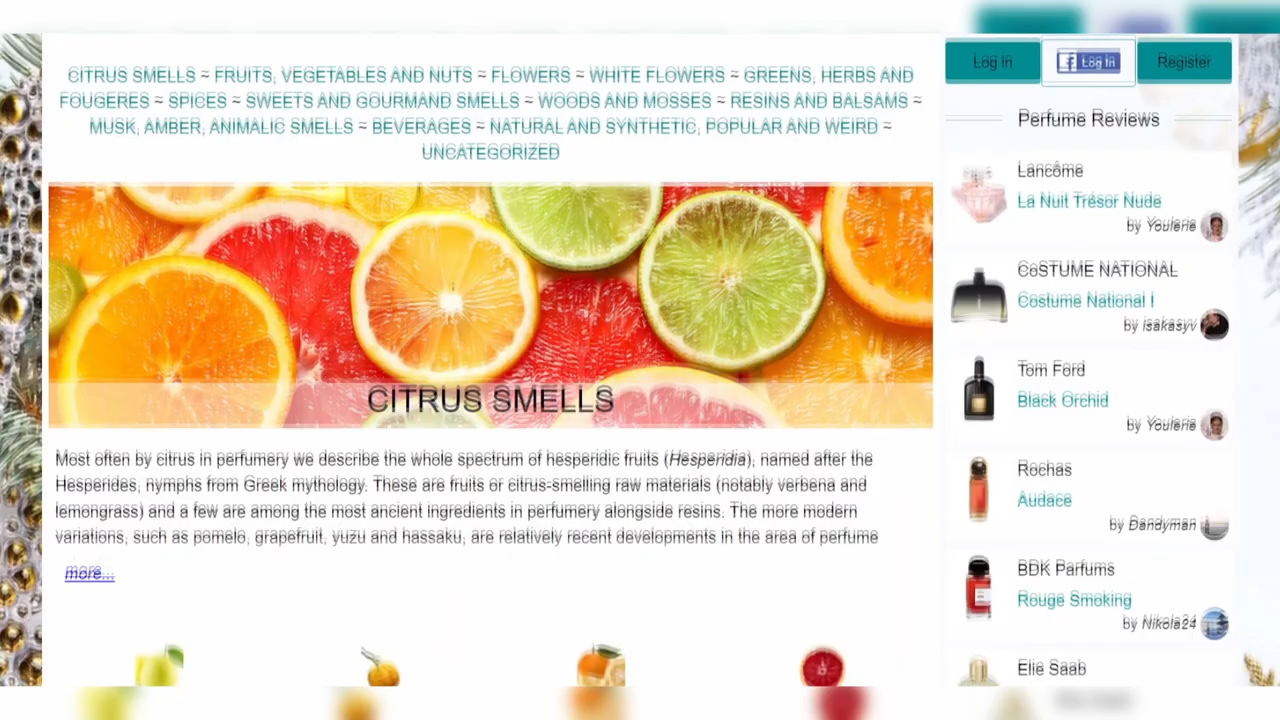 CITRUS SMELLS ~ FRUITS, VEGETABLES AND NUTS ~ FLOWERS ~ WHITE FLOWERS ~ GREENS, HERBS AND
FOUGERES ~ SPICES ~ SWEETS AND GOURMAND SMELLS ~ WOODS AND MOSSES ~ RESINS AND BALSAMS ~
MUSK, AMBER, ANIMALIC SMELLS ~ BEVERAGES ~ NATURAL AND SYNTHETIC, POPULAR AND WEIRD ~
UNCATEGORIZED
CITRUS SMELLS
Most often by citrus in perfumery we describe the whole spectrum of hesperidic fruits (Hesperidia), named after the
Hesperides, nymphs from Greek mythology. These are fruits or citrus-smelling raw materials (notably verbena and
lemongrass) and a few are among the most ancient ingredients in perfumery alongside resins. The more modern
variations, such as pomelo, grapefruit, yuzu and hassaku, are relatively recent developments in the area of perfume
more...
Log in
Log in
Register
Perfume Reviews
Lancôme
La Nuit Trésor Nude
by Youlerie
CoSTUME NATIONAL
Costume National I
by isakasyv
Tom Ford
Black Orchid
by Youlerie
Rochas
Audace
by Dandyman
BDK Parfums
Rouge Smoking
by Nikola24
Elie Saab